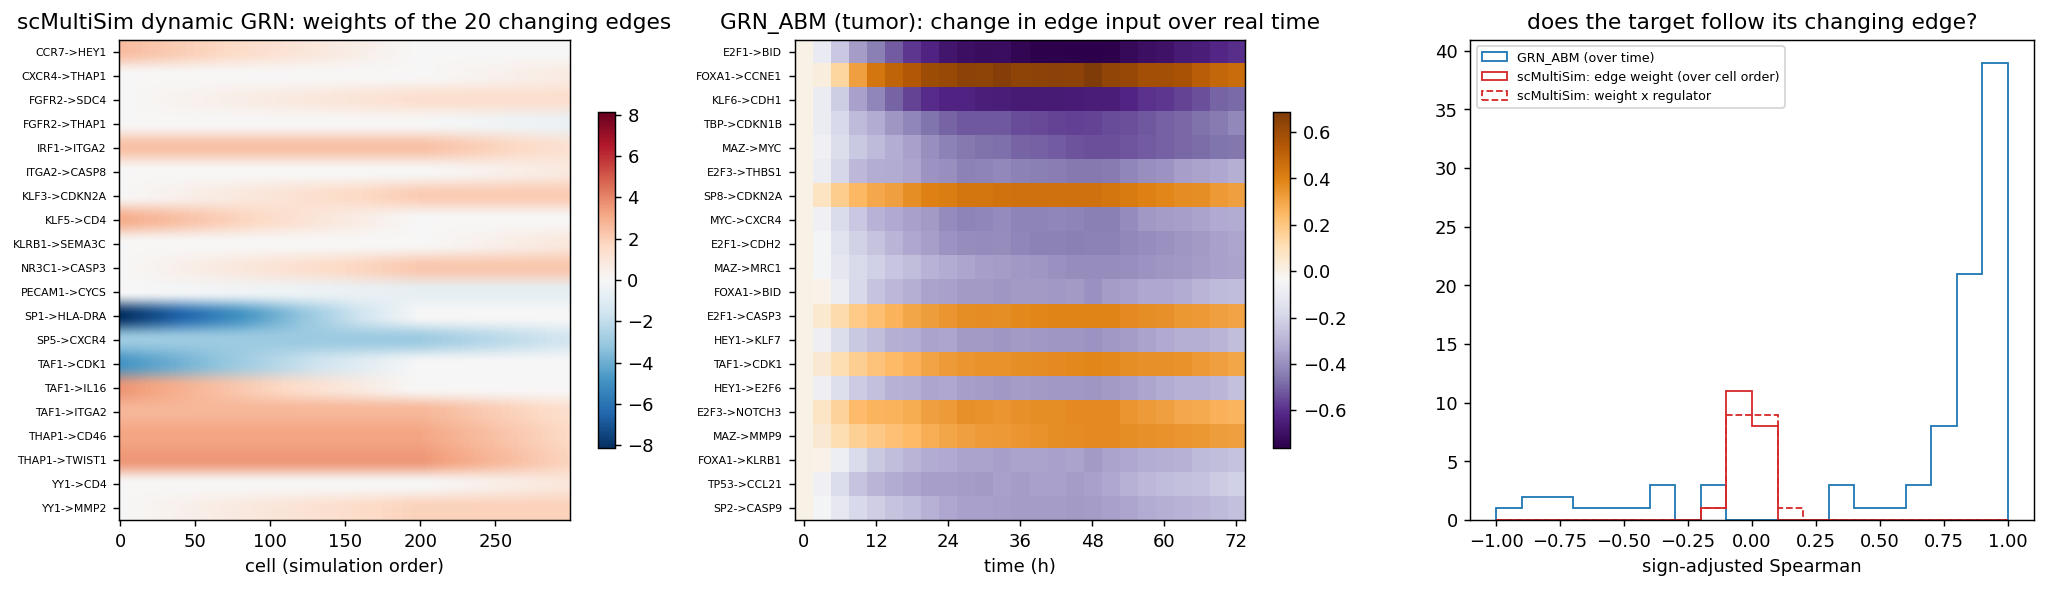 scMultiSim dynamic GRN: weights of the 20 changing edges
CCR7->HEY1
CXCR4->THAP1
FGFR2->SDC4
FGFR2->THAP1
IRF1->ITGA2
ITGA2->CASP8
KLF3->CDKN2A
KLF5->CD4
KLRB1->SEMA3C
NR3C1->CASP3
PECAM1->CYCS
SP1->HLA-DRA
SP5->CXCR4
TAF1->CDK1
TAF1->IL16
TAF1->ITGA2
THAP1->CD46
THAP1->TWIST1
YY1->CD4
YY1->MMP2
0 50 100 150 200 250
cell (simulation order)
8
6
4
2
0
−2
−4
−6
−8
GRN_ABM (tumor): change in edge input over real time
E2F1->BID
FOXA1->CCNE1
KLF6->CDH1
TBP->CDKN1B
MAZ->MYC
E2F3->THBS1
SP8->CDKN2A
MYC->CXCR4
E2F1->CDH2
MAZ->MRC1
FOXA1->BID
E2F1->CASP3
HEY1->KLF7
TAF1->CDK1
HEY1->E2F6
E2F3->NOTCH3
MAZ->MMP9
FOXA1->KLRB1
TP53->CCL21
SP2->CASP9
0 12 24 36 48 60 72
time (h)
0.6
0.4
0.2
0.0
−0.2
−0.4
−0.6
does the target follow its changing edge?
GRN_ABM (over time)
scMultiSim: edge weight (over cell order)
scMultiSim: weight x regulator
40
35
30
25
20
15
10
5
0
−1.00 −0.75 −0.50 −0.25 0.00 0.25 0.50 0.75 1.00
sign-adjusted Spearman